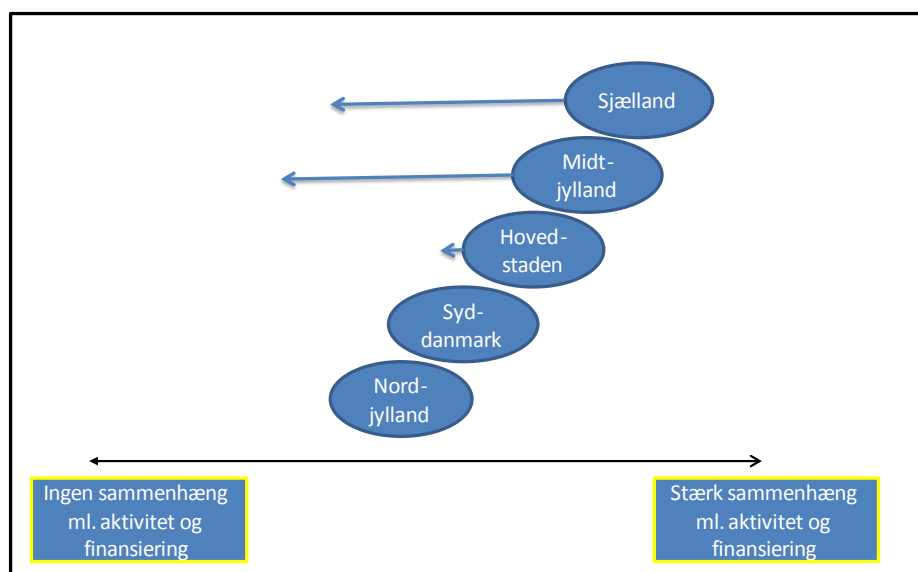 Sjælland
Midt-
jylland
Hoved-
staden
Syd-
danmark
Nord-
jylland
Ingen sammenhæng
ml. aktivitet og
finansiering
Stærk sammenhæng
ml. aktivitet og
finansiering